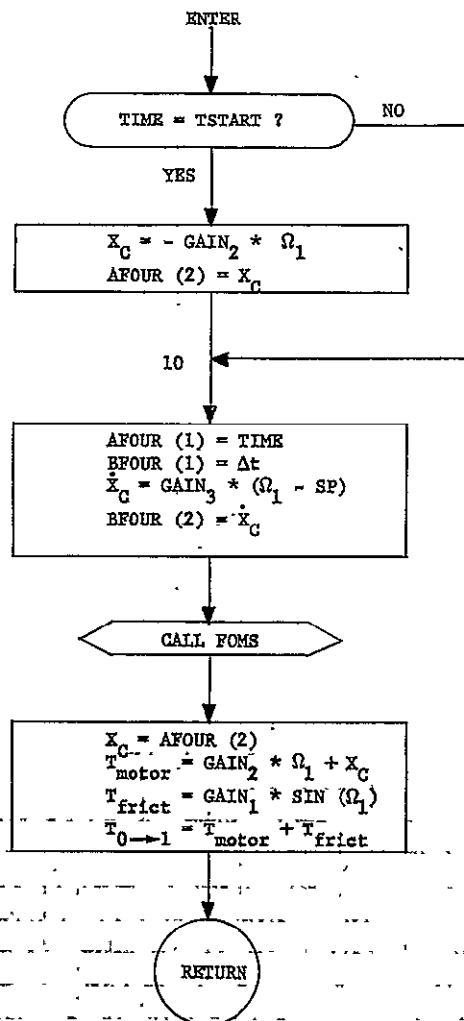 ENTER
TIME = TSTART ?
NO
YES
X_C = - GAIN_2 * Ω_1
AFOUR (2) = X_C
10
AFOUR (1) = TIME
BFOUR (1) = Δt
Ẋ_C = GAIN_3 * (Ω_1 - SP)
BFOUR (2) = Ẋ_C
CALL FOMS
X_C = AFOUR (2)
T_motor = GAIN_2 * Ω_1 + X_C
T_frict = GAIN_1 * SIN (Ω_1)
T_0→1 = T_motor + T_frict
RETURN